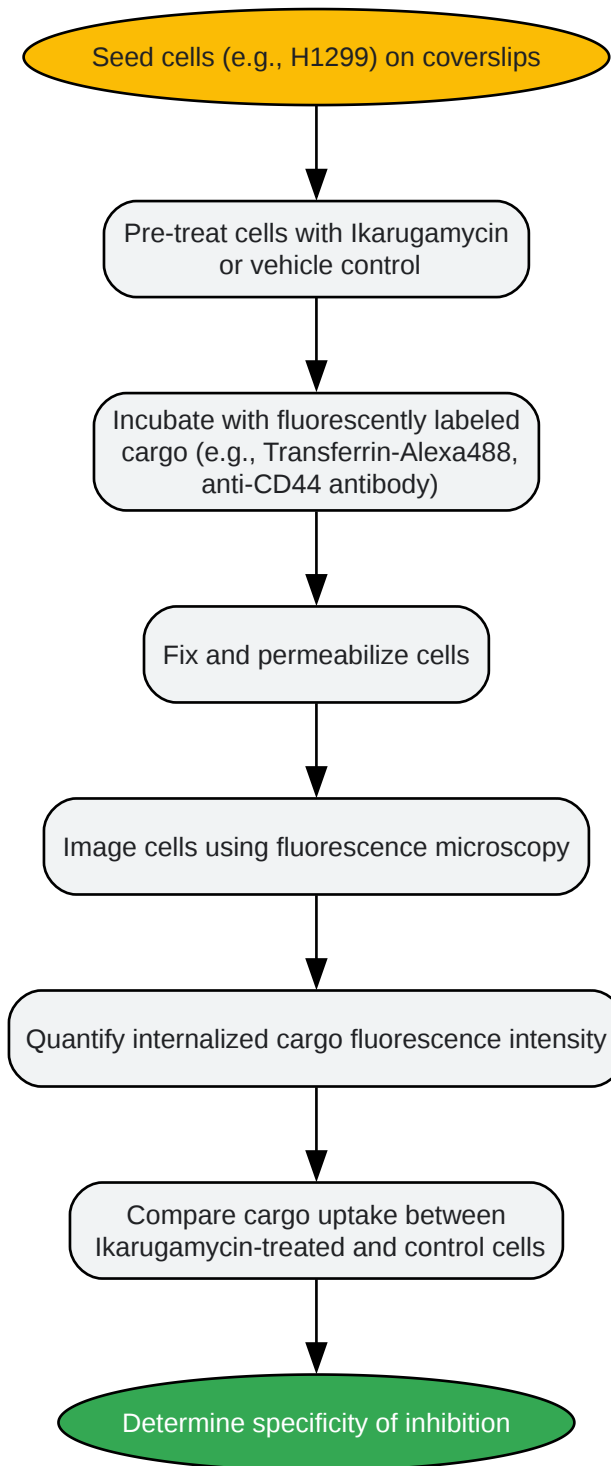 Seed cells (e.g., H1299) on coverslips
Pre-treat cells with Ikarugamycin
or vehicle control
Incubate with fluorescently labeled
cargo (e.g., Transferrin-Alexa488,
anti-CD44 antibody)
Fix and permeabilize cells
Image cells using fluorescence microscopy
Quantify internalized cargo fluorescence intensity
Compare cargo uptake between
Ikarugamycin-treated and control cells
Determine specificity of inhibition